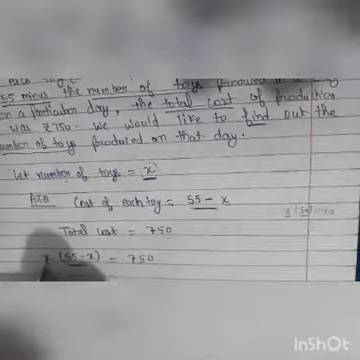 55 minus the number of toys produced in a day
on a particular day, the total cost of production
was ₹750. We would like to find out the
number of toys produced on that day.
Let number of toys = x
ATQ Cost of each toy = 55 - x
Total cost = 750
x (55-x) = 750
InShOt